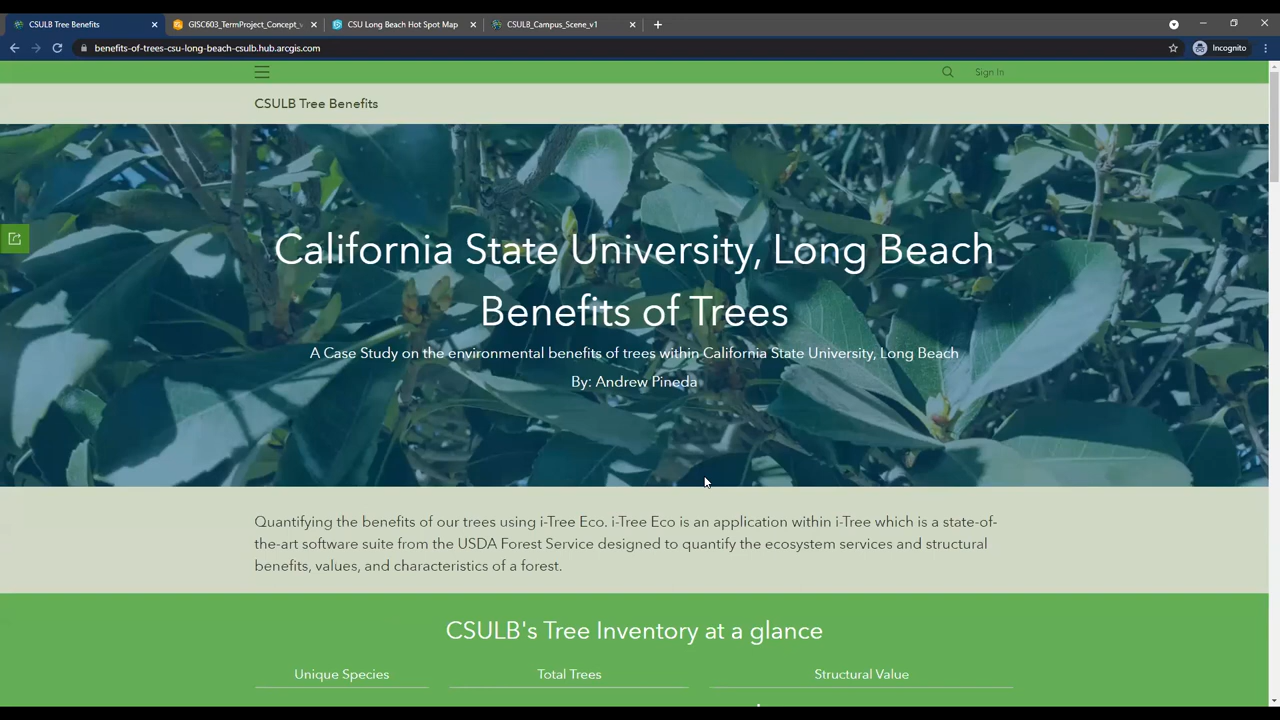 CSULB Tree Benefits
GISC603_TermProject_Concept_v
CSU Long Beach Hot Spot Map
CSULB_Campus_Scene_v1
benefits-of-trees-csu-long-beach-csulb.hub.arcgis.com
Incognito
Sign In
CSULB Tree Benefits
California State University, Long Beach
Benefits of Trees
A Case Study on the environmental benefits of trees within California State University, Long Beach
By: Andrew Pineda
Quantifying the benefits of our trees using i-Tree Eco. i-Tree Eco is an application within i-Tree which is a state-of-
the-art software suite from the USDA Forest Service designed to quantify the ecosystem services and structural
benefits, values, and characteristics of a forest.
CSULB's Tree Inventory at a glance
Unique Species
Total Trees
Structural Value